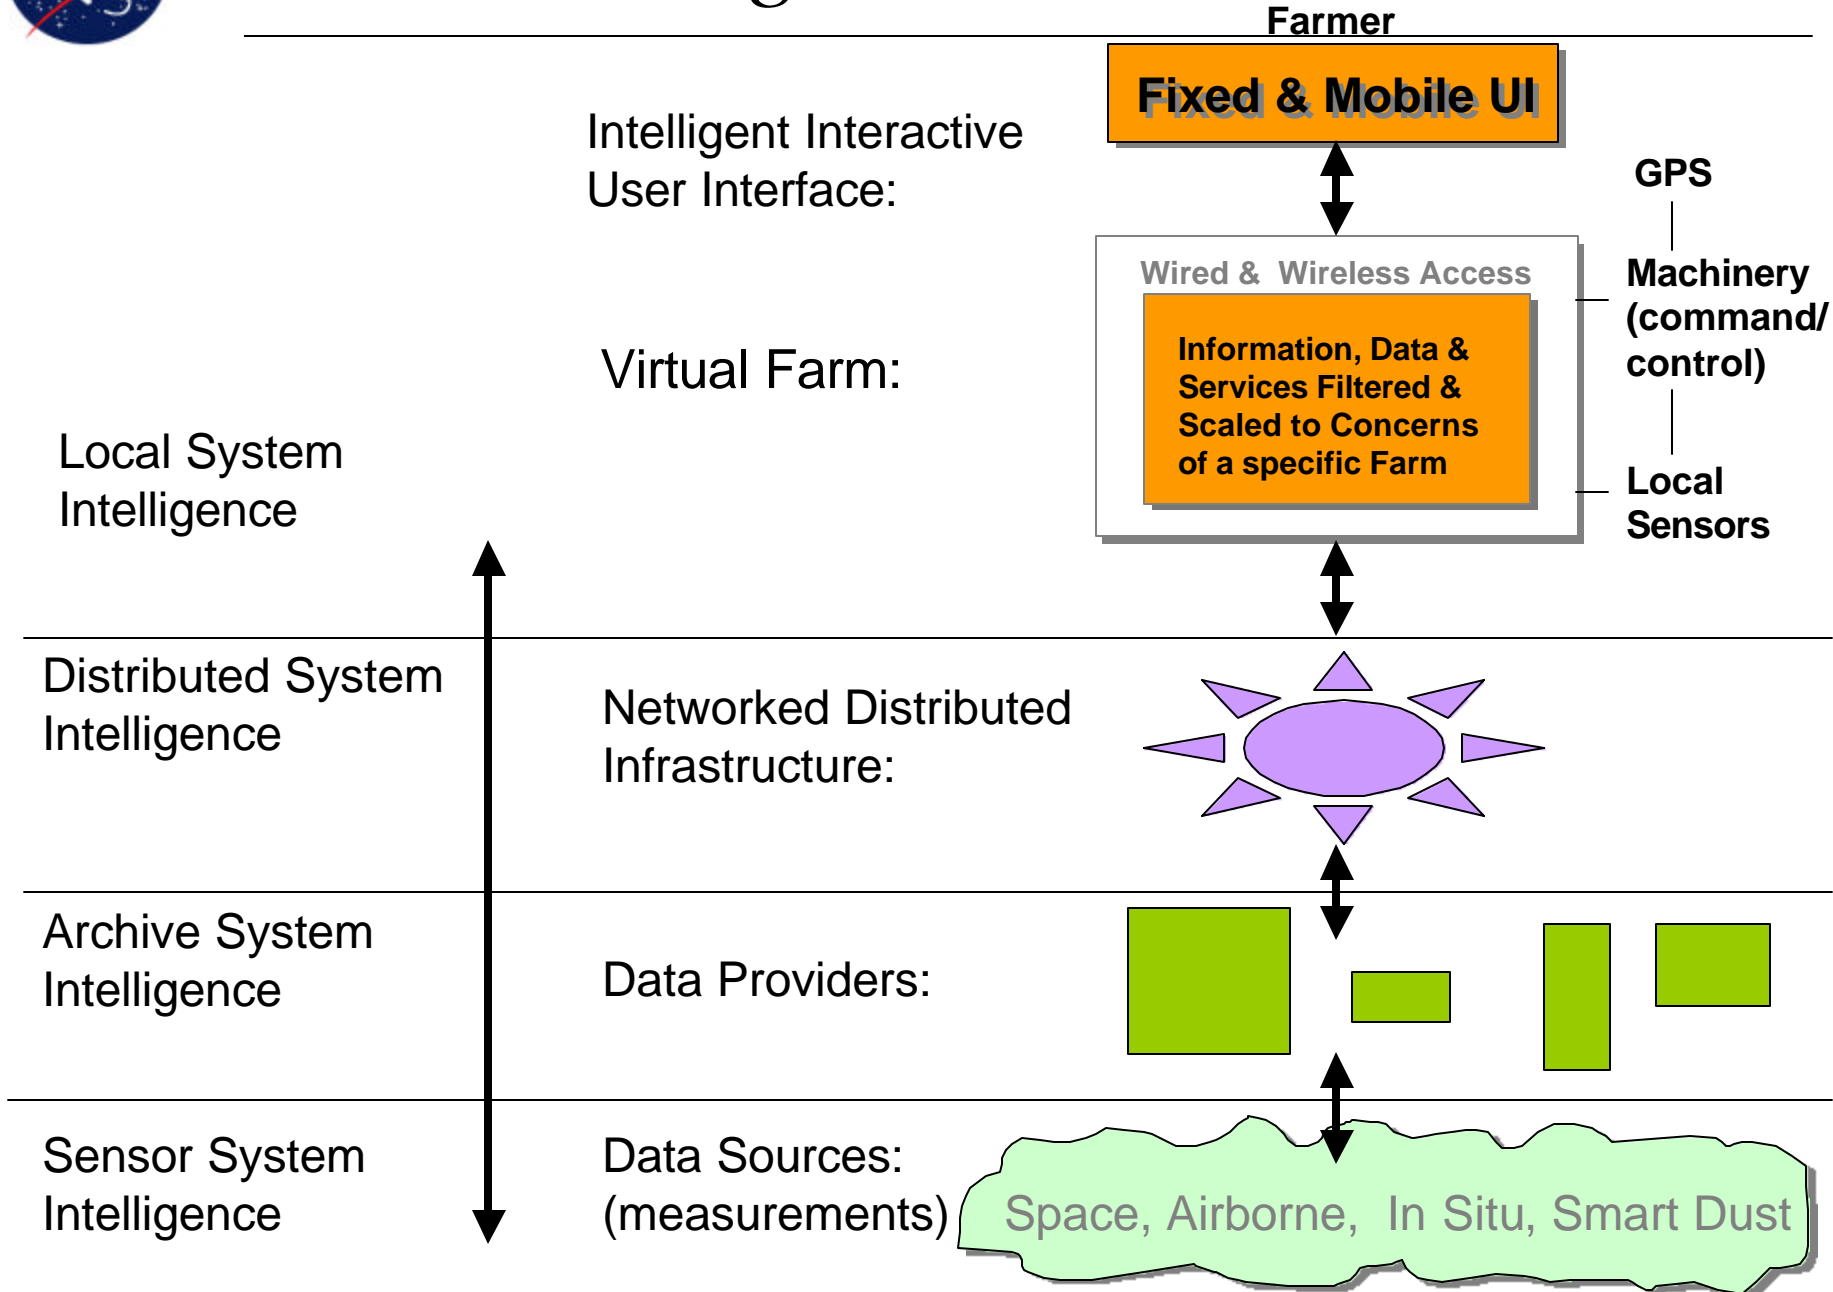 Farmer
Fixed & Mobile UI
Intelligent Interactive
User Interface:
GPS
Wired & Wireless Access
Machinery
(command/
control)
Information, Data &
Services Filtered &
Scaled to Concerns
of a specific Farm
Virtual Farm:
Local System
Intelligence
Local
Sensors
Distributed System
Intelligence
Networked Distributed
Infrastructure:
Archive System
Intelligence
Data Providers:
Sensor System
Intelligence
Data Sources:
(measurements)
Space, Airborne, In Situ, Smart Dust